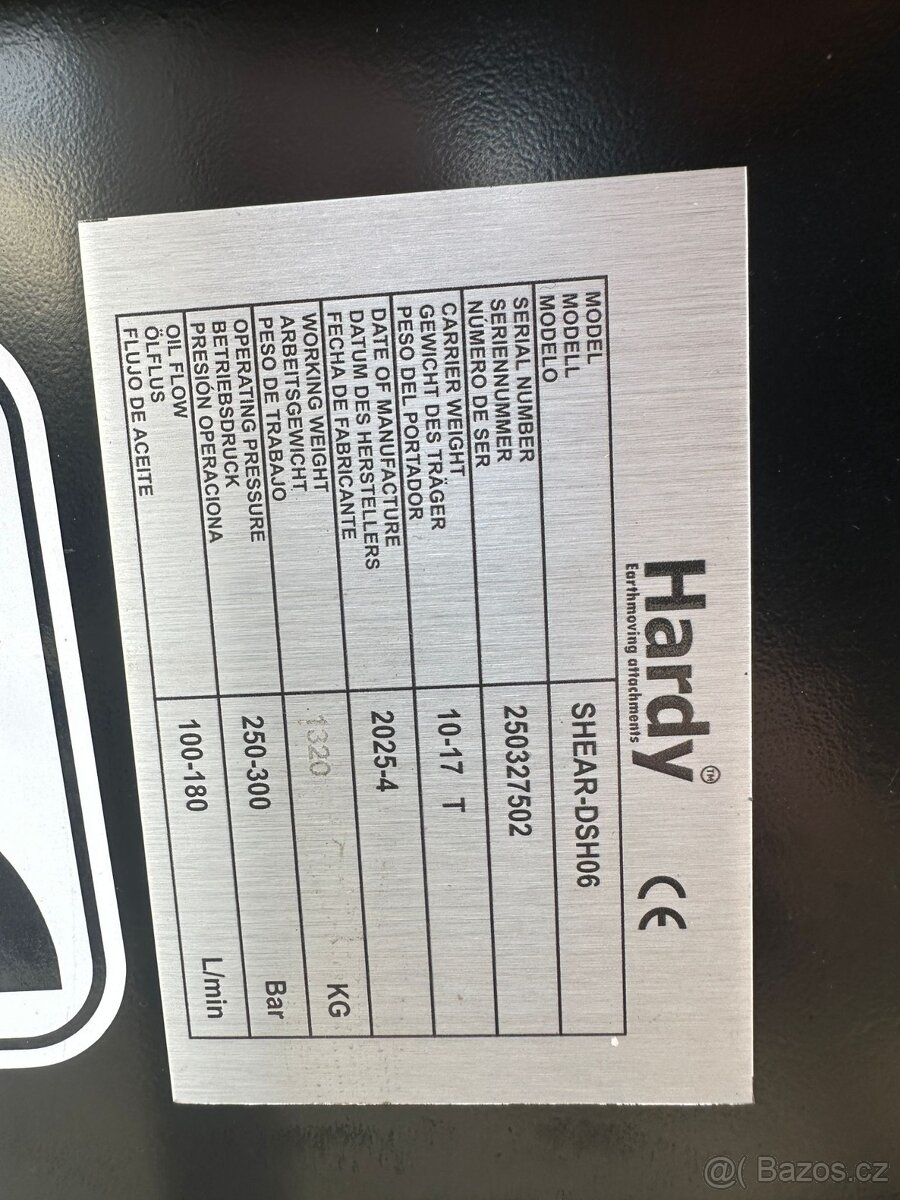 Hardy™ CE
Earthmoving attachments
MODEL
MODELL
MODELO
SHEAR-DSH06
SERIAL NUMBER
SERIENNUMMER
NÚMERO DE SER
250327502
CARRIER WEIGHT
GEWICHT DES TRÄGER
PESO DEL PORTADOR
10-17 T
DATE OF MANUFACTURE
DATUM DES HERSTELLERS
FECHA DE FABRICANTE
2025-4
WORKING WEIGHT
ARBEITSGEWICHT
PESO DE TRABAJO
1320 KG
OPERATING PRESSURE
BETRIEBSDRUCK
PRESIÓN OPERACIONA
250-300 Bar
OIL FLOW
ÖLFLUS
FLUJO DE ACEITE
100-180 L/min
@( Bazos.cz